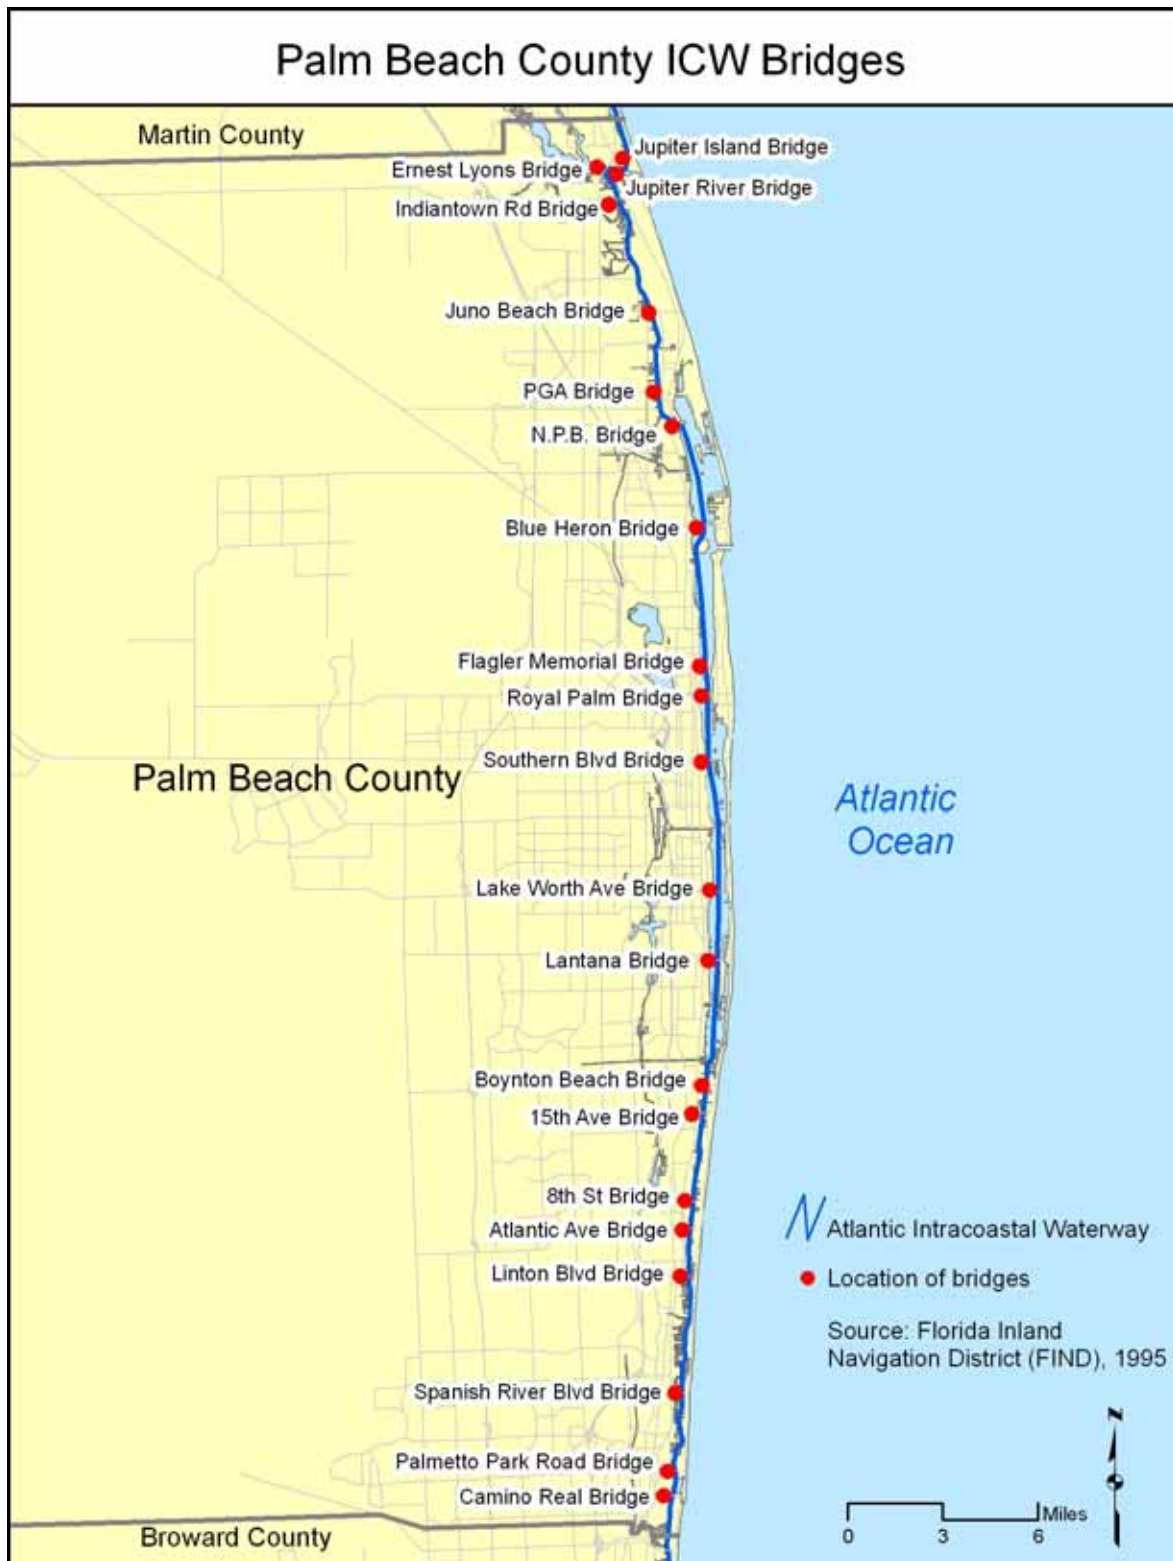 Palm Beach County ICW Bridges
Martin County
Jupiter Island Bridge
Ernest Lyons Bridge
Jupiter River Bridge
Indiantown Rd Bridge
Juno Beach Bridge
PGA Bridge
N.P.B. Bridge
Blue Heron Bridge
Flagler Memorial Bridge
Royal Palm Bridge
Southern Blvd Bridge
Palm Beach County
Atlantic
Ocean
Lake Worth Ave Bridge
Lantana Bridge
Boynton Beach Bridge
15th Ave Bridge
8th St Bridge
Atlantic Ave Bridge
Linton Blvd Bridge
Atlantic Intracoastal Waterway
Location of bridges
Source: Florida Inland
Navigation District (FIND), 1995
Spanish River Blvd Bridge
Palmetto Park Road Bridge
Camino Real Bridge
Broward County
N
Miles
0 3 6